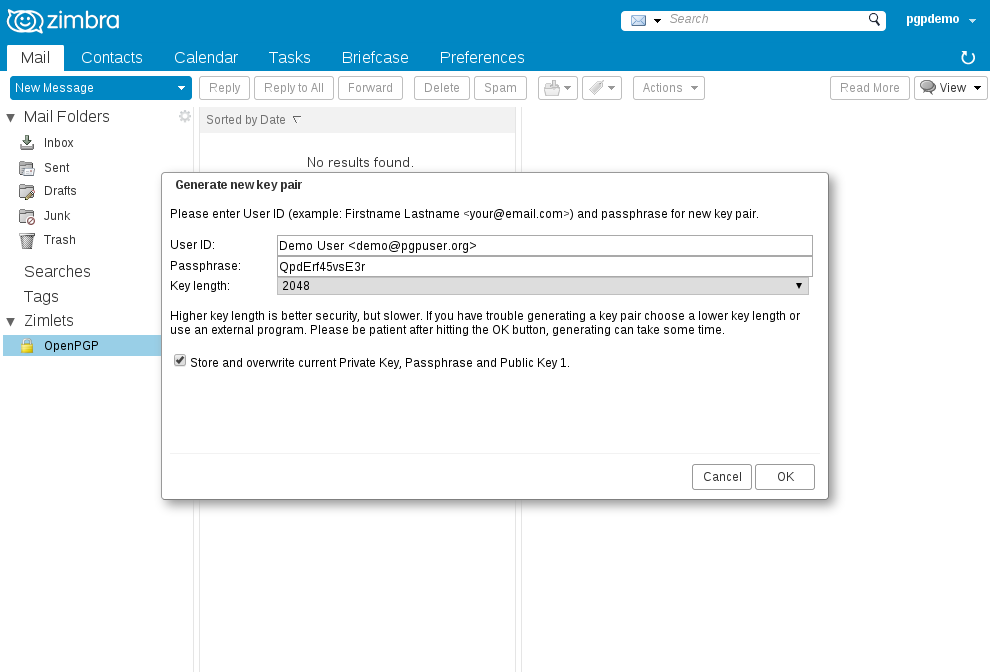 zimbra
Search
pgpdemo
Mail Contacts Calendar Tasks Briefcase Preferences
New Message Reply Reply to All Forward Delete Spam Actions Read More View
Mail Folders
Inbox
Sent
Drafts
Junk
Trash
Searches
Tags
Zimlets
OpenPGP
Sorted by Date
No results found.
Generate new key pair
Please enter User ID (example: Firstname Lastname <your@email.com>) and passphrase for new key pair.
User ID: Demo User <demo@pgpuser.org>
Passphrase: QpdErf45vsE3r
Key length: 2048
Higher key length is better security, but slower. If you have trouble generating a key pair choose a lower key length or
use an external program. Please be patient after hitting the OK button, generating can take some time.
Store and overwrite current Private Key, Passphrase and Public Key 1.
Cancel OK